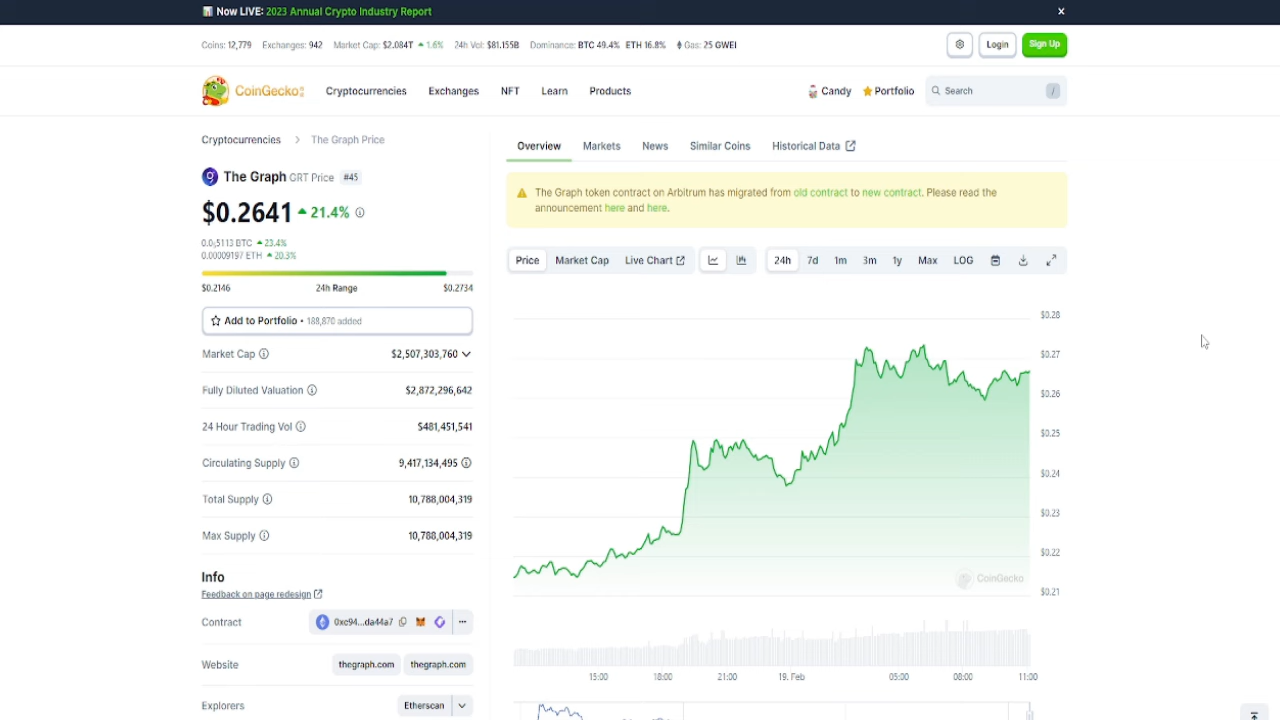 Now LIVE: 2023 Annual Crypto Industry Report
Coins: 12,779 Exchanges: 942 Market Cap: $2.084T 1.6% 24h Vol: $81.155B Dominance: BTC 49.4% ETH 16.8% Gas: 25 GWEI
Login
Sign Up
CoinGecko
Cryptocurrencies Exchanges NFT Learn Products
Candy Portfolio Search /
Cryptocurrencies > The Graph Price
The Graph GRT Price #45
$0.2641 21.4%
0.0₅5113 BTC 23.4%
0.00009197 ETH 20.3%
$0.2146 24h Range $0.2734
Add to Portfolio • 188,870 added
Market Cap $2,507,303,760
Fully Diluted Valuation $2,872,296,642
24 Hour Trading Vol $481,451,541
Circulating Supply 9,417,134,495
Total Supply 10,788,004,319
Max Supply 10,788,004,319
Info
Feedback on page redesign
Contract 0xc94...da44a7 ...
Website thegraph.com thegraph.com
Explorers Etherscan
Overview Markets News Similar Coins Historical Data
The Graph token contract on Arbitrum has migrated from old contract to new contract. Please read the
announcement here and here.
Price Market Cap Live Chart 24h 7d 1m 3m 1y Max LOG
$0.28
$0.27
$0.26
$0.25
$0.24
$0.23
$0.22
$0.21
CoinGecko
15:00 18:00 21:00 19. Feb 05:00 08:00 11:00